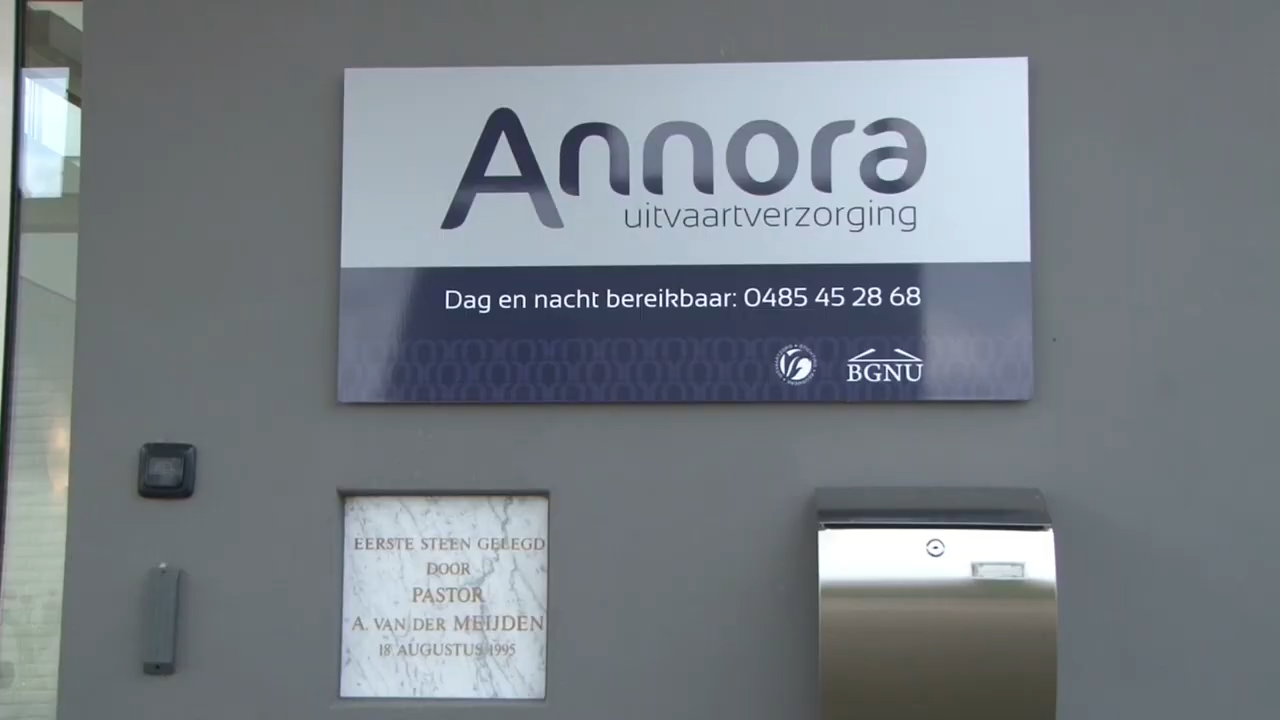 Annora
uitvaartverzorging
Dag en nacht bereikbaar: 0485 45 28 68
BGNU
EERSTE STEEN GELEGD
DOOR
PASTOR
A. VAN DER MEIJDEN
18 AUGUSTUS 1995